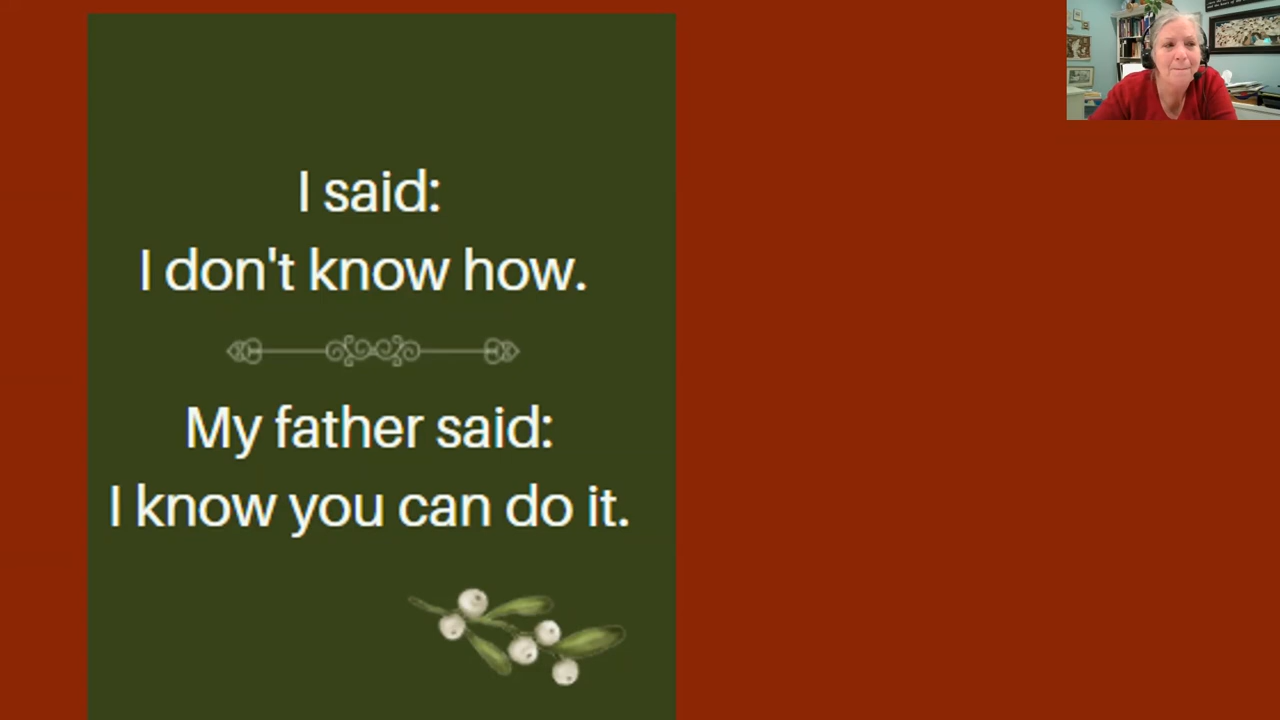 I said:
I don't know how.
My father said:
I know you can do it.